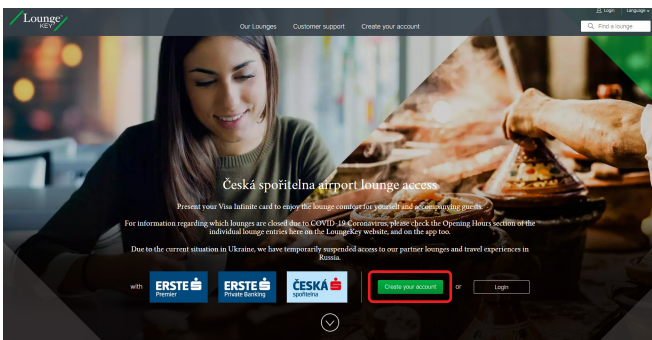 Login Language
Lounge
KEY
Our Lounges Customer support Create your account
Find a lounge
Česká spořitelna airport lounge access
Present your Visa Infinite card to enjoy the lounge comfort for yourself and accompanying guests.
For information regarding which lounges are closed due to COVID-19 Coronavirus, please check the Opening Hours section of the
individual lounge entries here on the LoungeKey website, and on the app too.
Due to the current situation in Ukraine, we have temporarily suspended access to our partner lounges and travel experiences in
Russia.
with
ERSTE
Premier
ERSTE
Private Banking
ČESKÁ
spořitelna
Create your account
or
Login